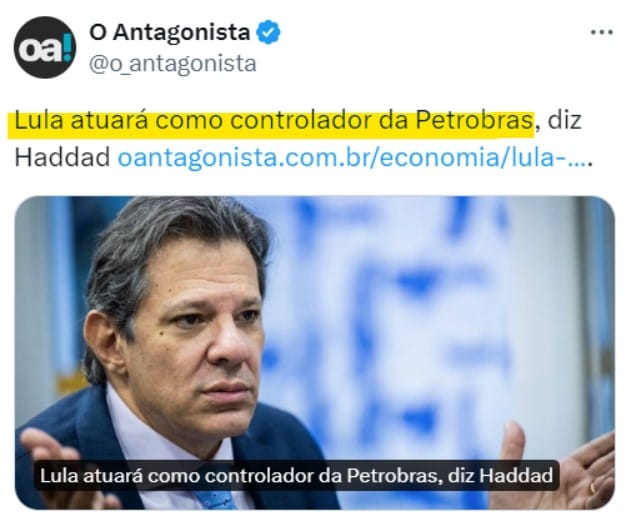 oa!
O Antagonista
@o_antagonista
Lula atuará como controlador da Petrobras, diz
Haddad oantagonista.com.br/economia/lula-....
Lula atuará como controlador da Petrobras, diz Haddad